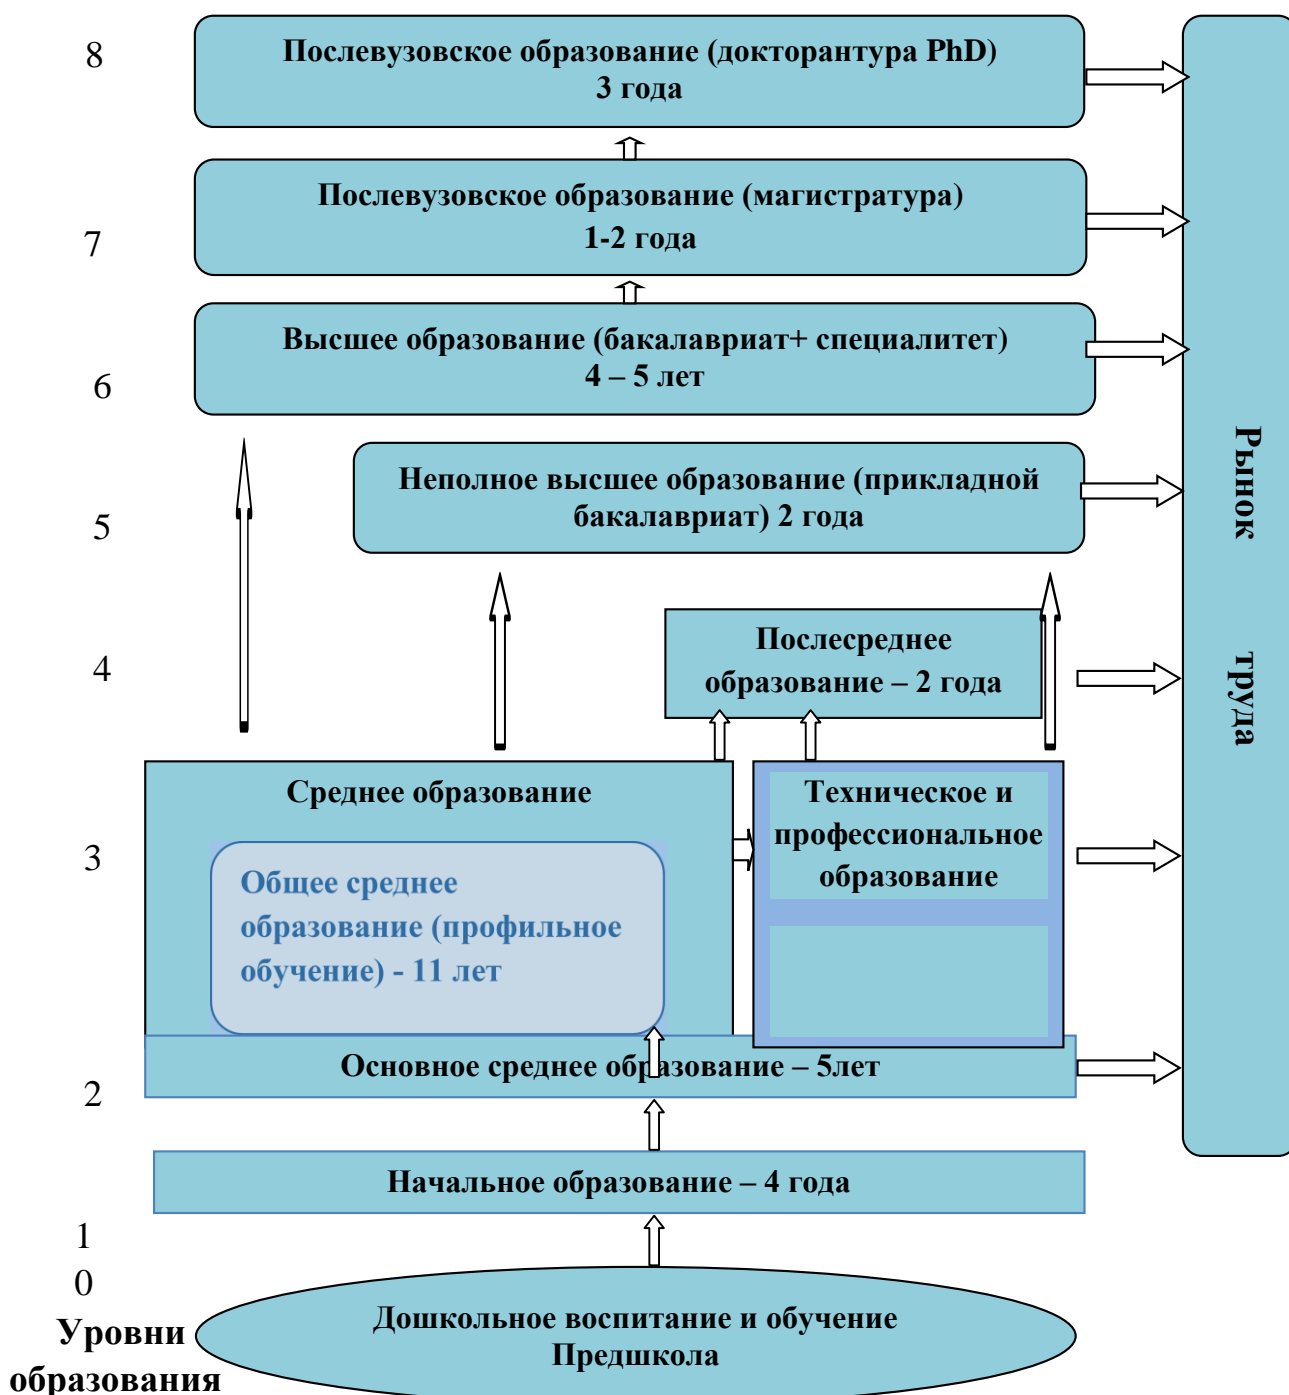 8
Послевузовское образование (докторантура PhD)
3 года
7
Послевузовское образование (магистратура)
1-2 года
6
Высшее образование (бакалавриат+ специалитет)
4 – 5 лет
5
Неполное высшее образование (прикладной
бакалавриат) 2 года
4
Послесреднее
образование – 2 года
3
Среднее образование
Общее среднее
образование (профильное
обучение) - 11 лет
Техническое и
профессиональное
образование
2
Основное среднее образование – 5лет
Начальное образование – 4 года
1
0
Дошкольное воспитание и обучение
Предшкола
Уровни
образования
Рынок труда